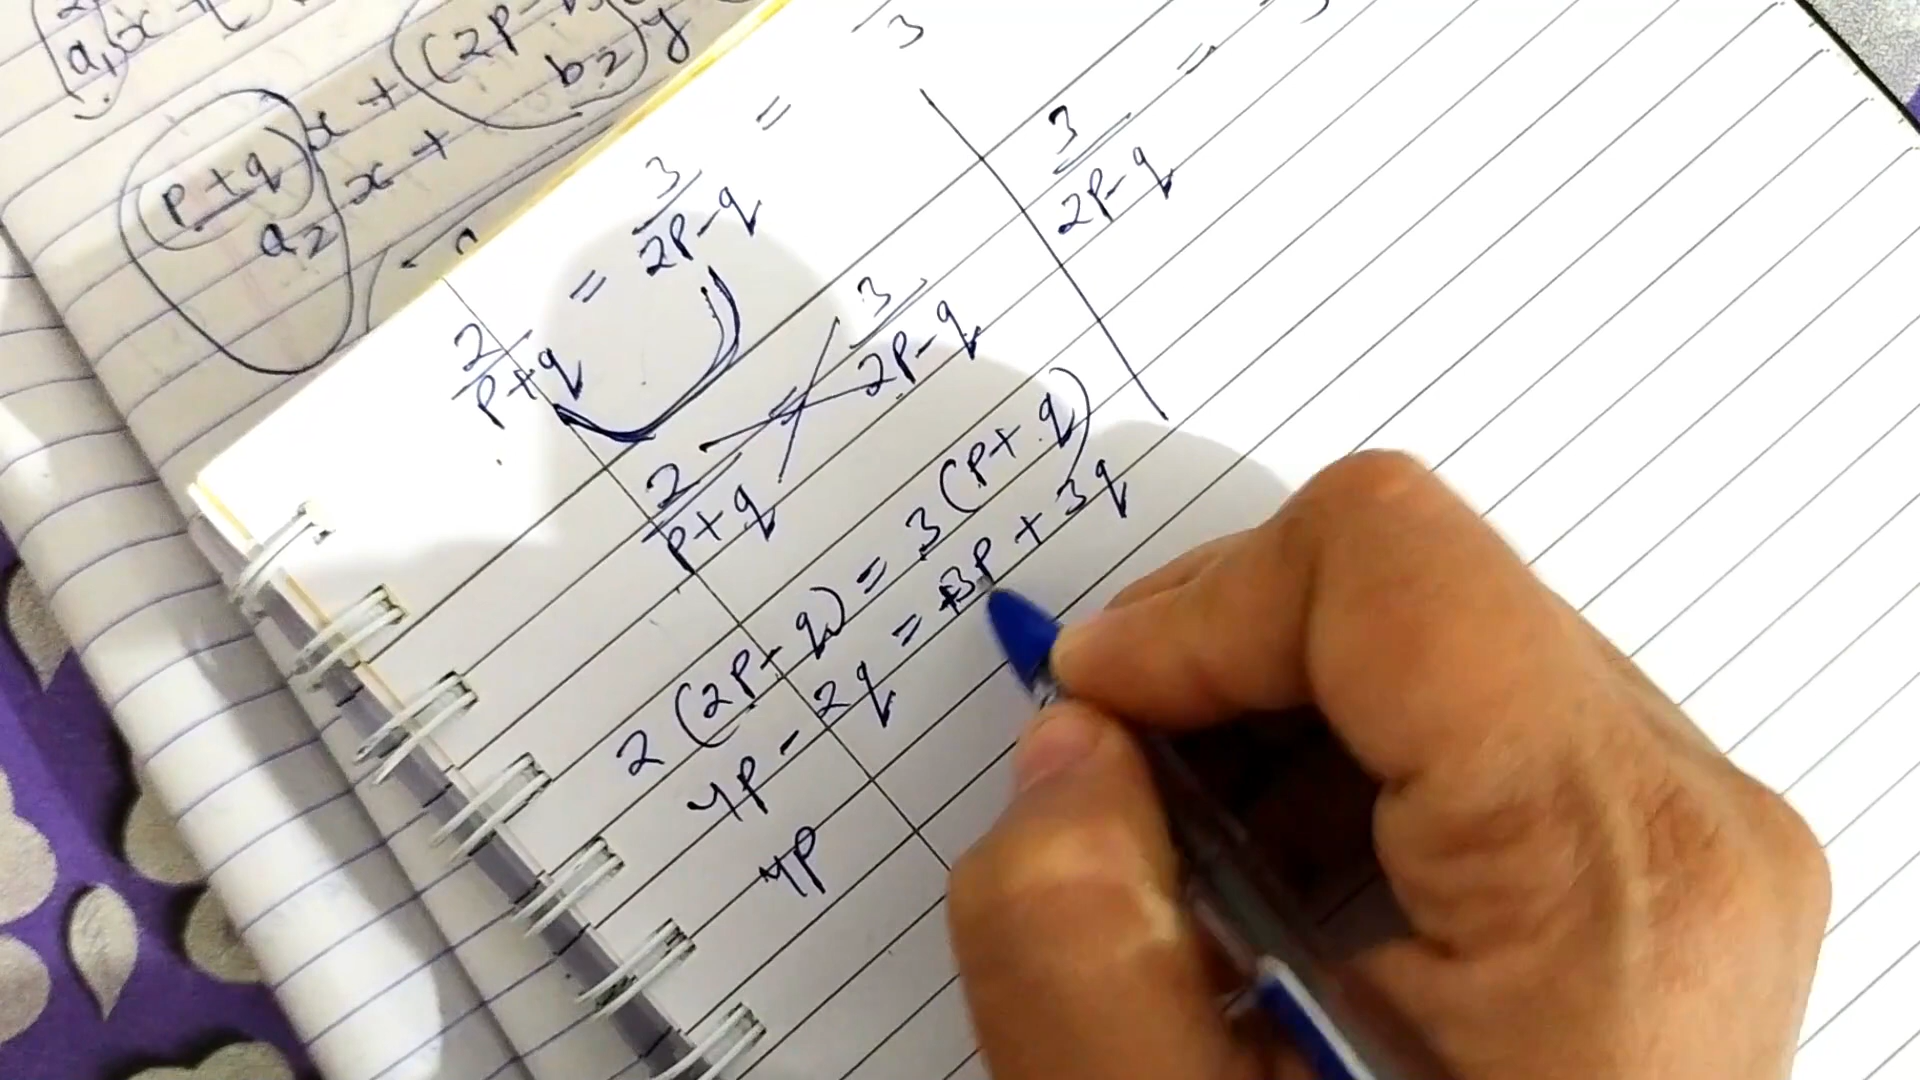 a₁x
(p+q)x + (2p-
a₂x + b₂ y
3
2/(p+q) = 3/(2p-q) =
2/(p+q) = 3/(2p-q)
2(2p-q) = 3(p+q)
4p - 2q = +3p + 3q
4p
3/(2p-q) =